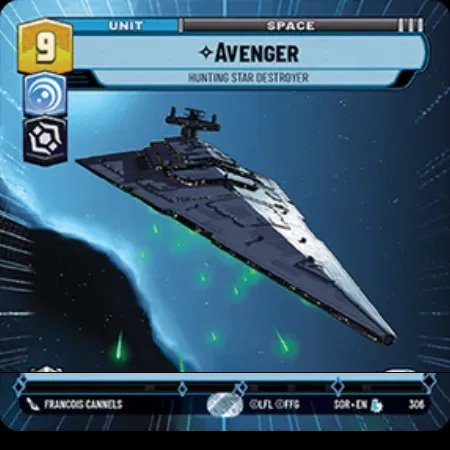 9
UNIT SPACE
AVENGER
HUNTING STAR DESTROYER
FRANCOIS CANNELS ©LFL ©FFG SOR • EN 306